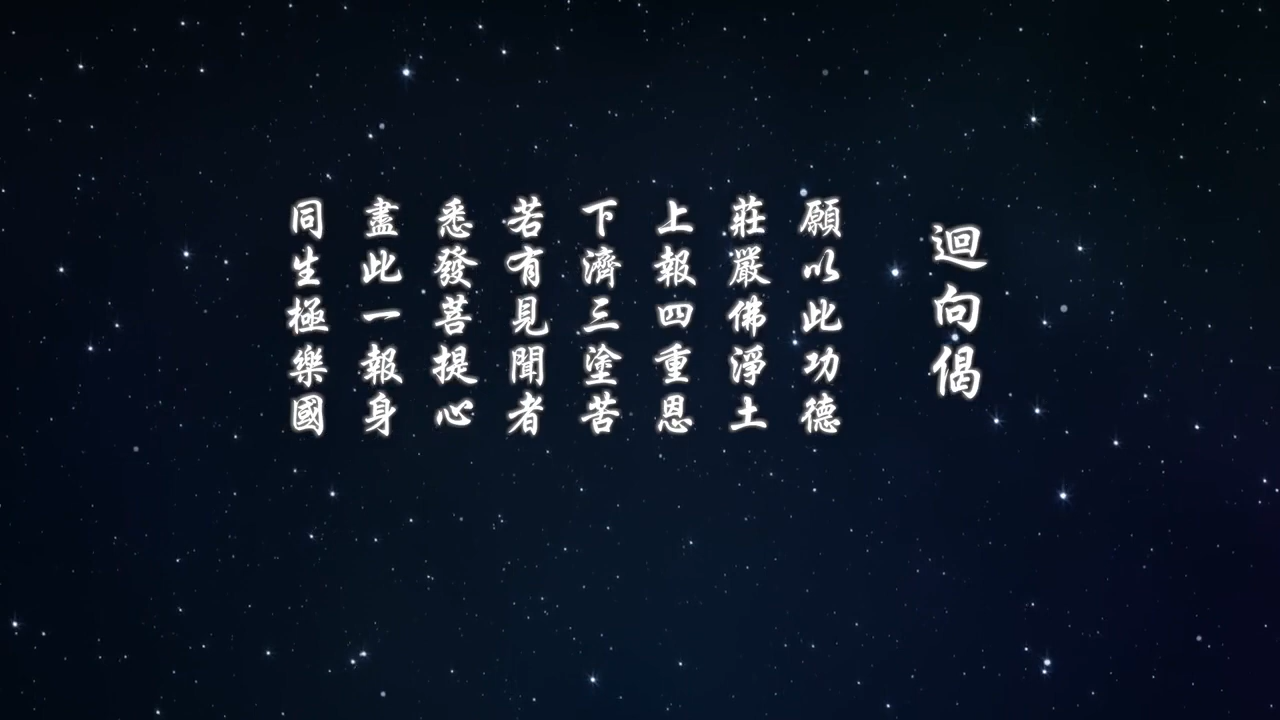 迴向偈
願以此功德
莊嚴佛淨土
上報四重恩
下濟三塗苦
若有見聞者
悉發菩提心
盡此一報身
同生極樂國